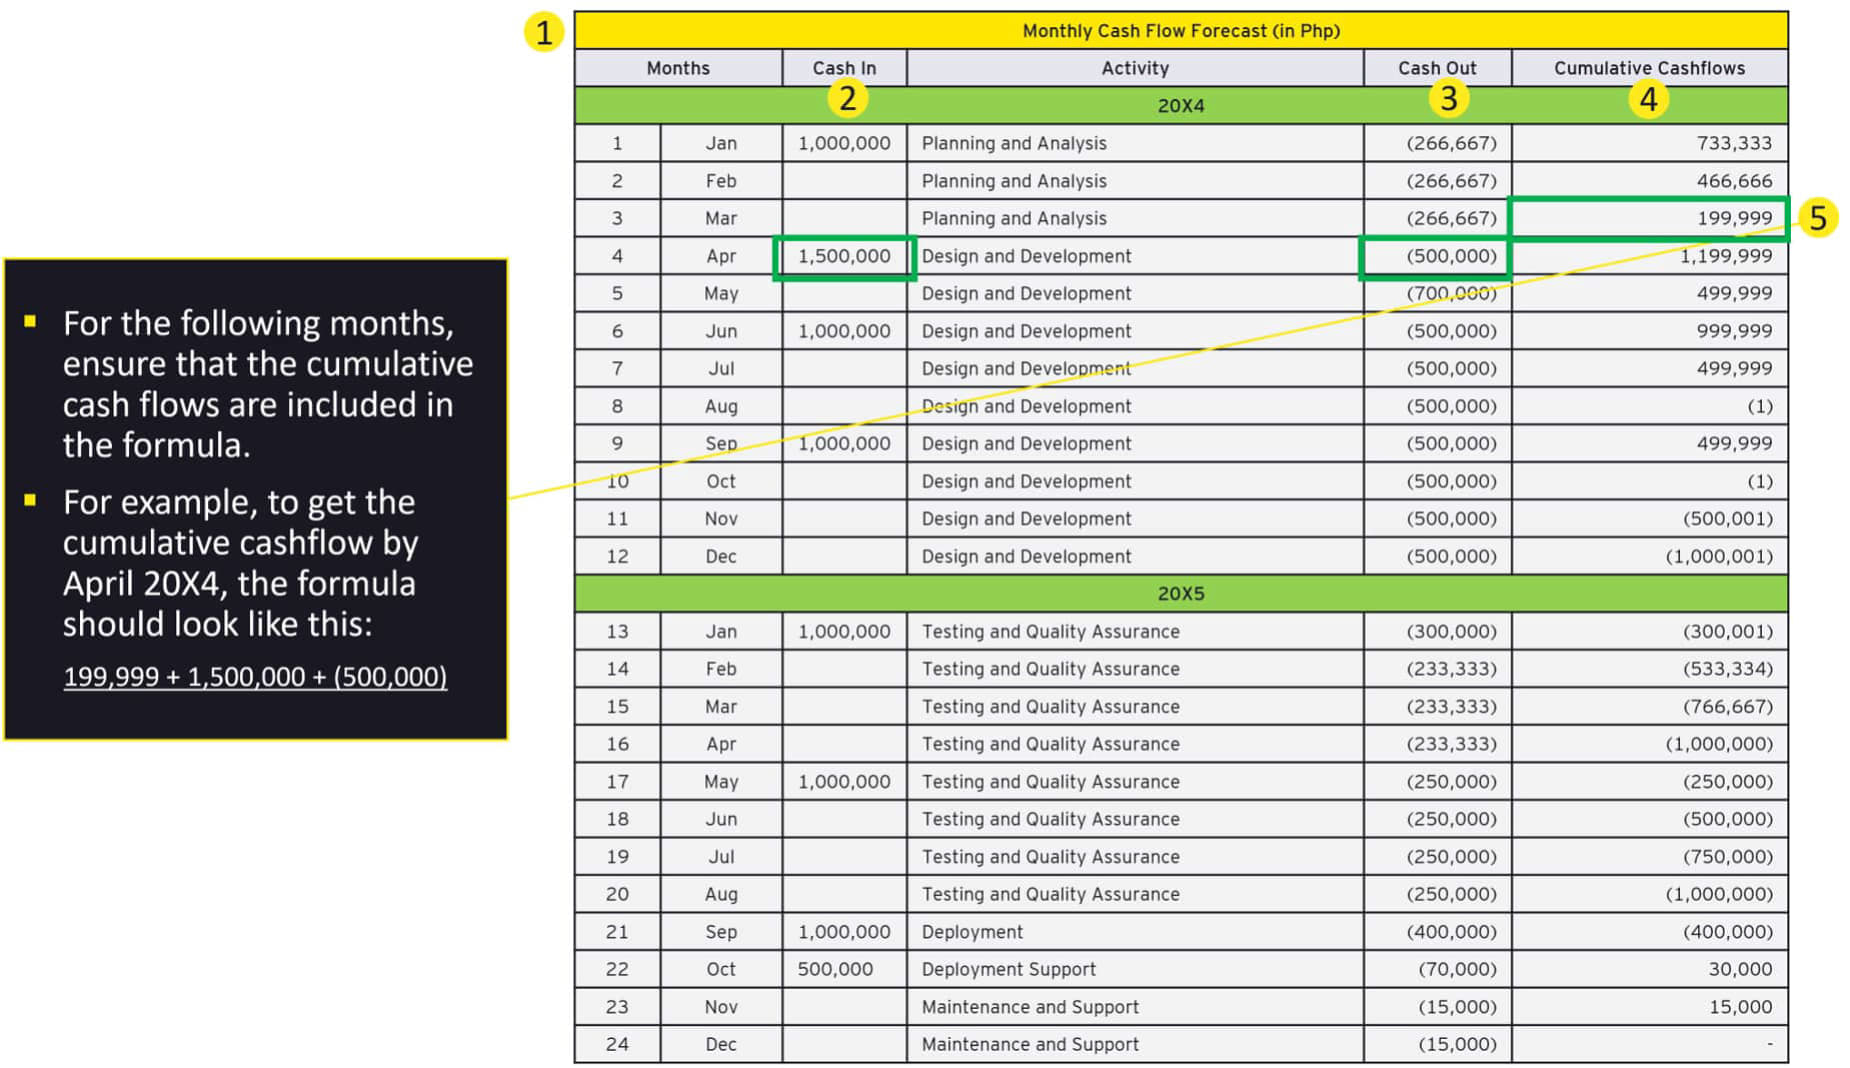 1
Monthly Cash Flow Forecast (in Php)
Months Cash In Activity Cash Out Cumulative Cashflows
2 3 4
20X4
1 Jan 1,000,000 Planning and Analysis (266,667) 733,333
2 Feb Planning and Analysis (266,667) 466,666
3 Mar Planning and Analysis (266,667) 199,999
5
4 Apr 1,500,000 Design and Development (500,000) 1,199,999
5 May Design and Development (700,000) 499,999
6 Jun 1,000,000 Design and Development (500,000) 999,999
7 Jul Design and Development (500,000) 499,999
8 Aug Design and Development (500,000) (1)
9 Sep 1,000,000 Design and Development (500,000) 499,999
10 Oct Design and Development (500,000) (1)
11 Nov Design and Development (500,000) (500,001)
12 Dec Design and Development (500,000) (1,000,001)
20X5
13 Jan 1,000,000 Testing and Quality Assurance (300,000) (300,001)
14 Feb Testing and Quality Assurance (233,333) (533,334)
15 Mar Testing and Quality Assurance (233,333) (766,667)
16 Apr Testing and Quality Assurance (233,333) (1,000,000)
17 May 1,000,000 Testing and Quality Assurance (250,000) (250,000)
18 Jun Testing and Quality Assurance (250,000) (500,000)
19 Jul Testing and Quality Assurance (250,000) (750,000)
20 Aug Testing and Quality Assurance (250,000) (1,000,000)
21 Sep 1,000,000 Deployment (400,000) (400,000)
22 Oct 500,000 Deployment Support (70,000) 30,000
23 Nov Maintenance and Support (15,000) 15,000
24 Dec Maintenance and Support (15,000) -
▪ For the following months,
ensure that the cumulative
cash flows are included in
the formula.
▪ For example, to get the
cumulative cashflow by
April 20X4, the formula
should look like this:
199,999 + 1,500,000 + (500,000)